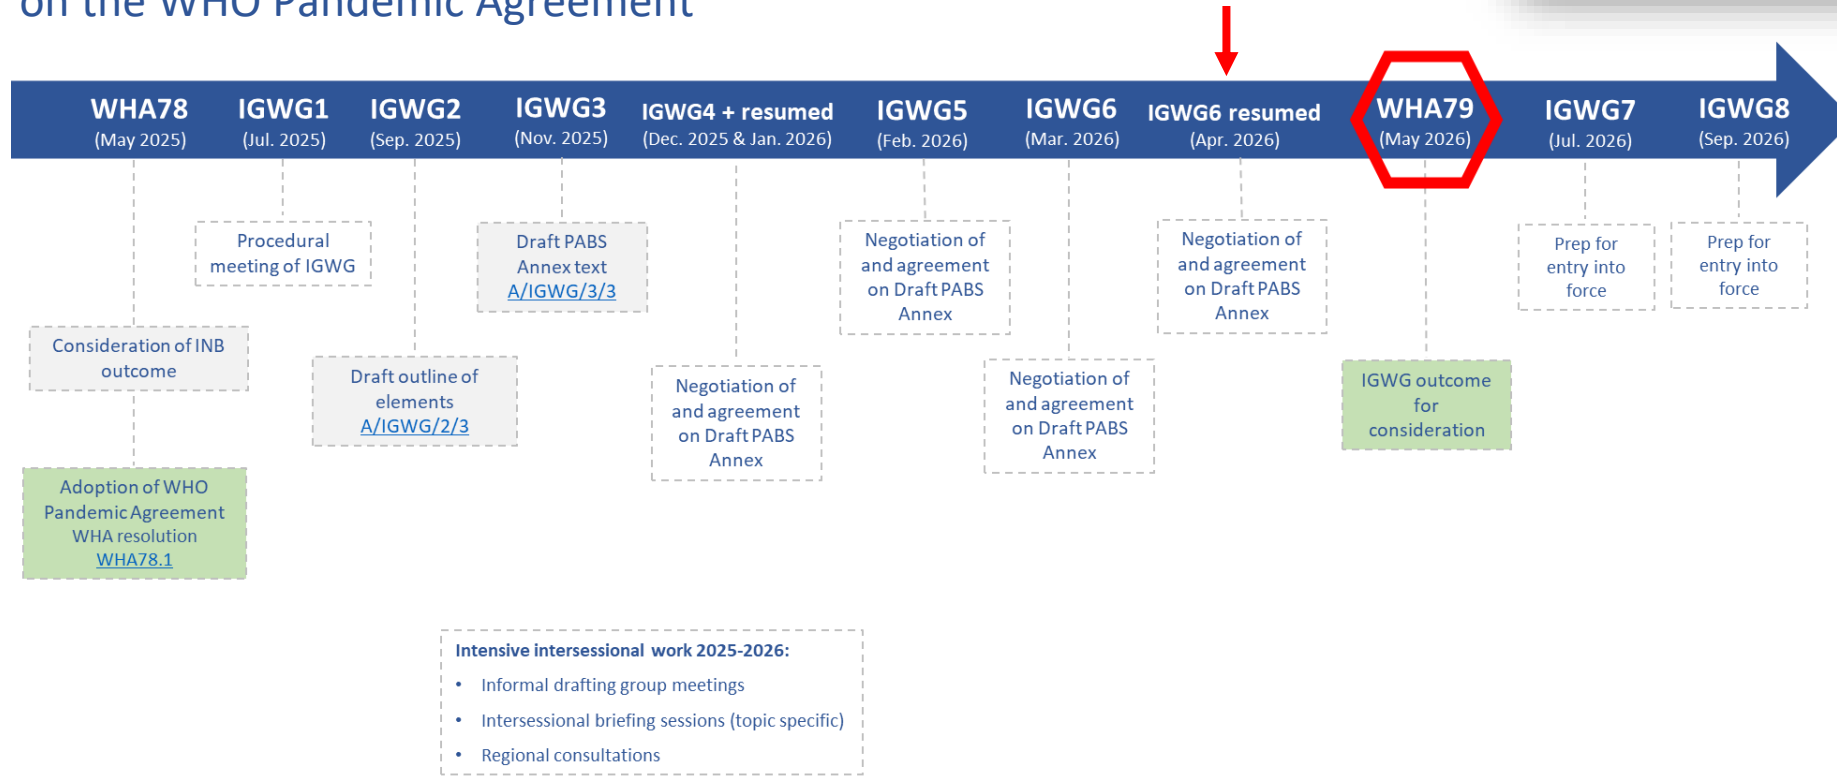 on the WHO Pandemic Agreement
WHA78
(May 2025)
IGWG1
(Jul. 2025)
IGWG2
(Sep. 2025)
IGWG3
(Nov. 2025)
IGWG4 + resumed
(Dec. 2025 & Jan. 2026)
IGWG5
(Feb. 2026)
IGWG6
(Mar. 2026)
IGWG6 resumed
(Apr. 2026)
WHA79
(May 2026)
IGWG7
(Jul. 2026)
IGWG8
(Sep. 2026)
Consideration of INB
outcome
Adoption of WHO
Pandemic Agreement
WHA resolution
WHA78.1
Procedural
meeting of IGWG
Draft outline of
elements
A/IGWG/2/3
Draft PABS
Annex text
A/IGWG/3/3
Negotiation of
and agreement
on Draft PABS
Annex
Negotiation of
and agreement
on Draft PABS
Annex
Negotiation of
and agreement
on Draft PABS
Annex
Negotiation of
and agreement
on Draft PABS
Annex
IGWG outcome
for
consideration
Prep for
entry into
force
Prep for
entry into
force
Intensive intersessional work 2025-2026:
• Informal drafting group meetings
• Intersessional briefing sessions (topic specific)
• Regional consultations